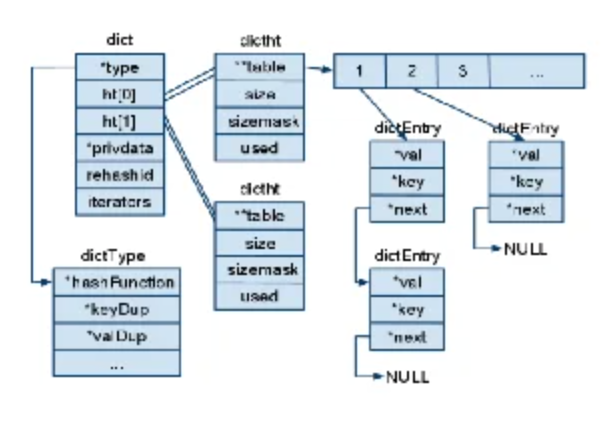 dict
*type
ht[0]
ht[1]
*privdata
rehashid
iterators
dictht
**table
size
sizemask
used
dictht
**table
size
sizemask
used
1 2 3 ...
dictEntry
*val
*key
*next
dictEntry
*val
*key
*next
NULL
dictEntry
*val
*key
*next
NULL
dictType
*hashFunction
*keyDup
*valDup
...